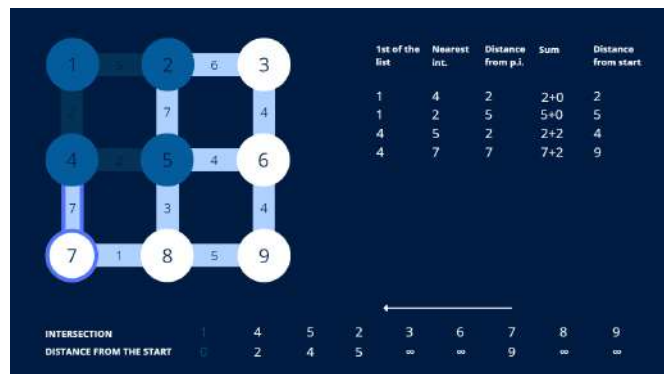 1 5 2 6 3
2 7 4
4 2 5 4 6
7 3 4
7 1 8 5 9
1st of the list Nearest int. Distance from p.i. Sum Distance from start
1 4 2 2+0 2
1 2 5 5+0 5
4 5 2 2+2 4
4 7 7 7+2 9
INTERSECTION 1 4 5 2 3 6 7 8 9
DISTANCE FROM THE START 0 2 4 5 ∞ ∞ 9 ∞ ∞